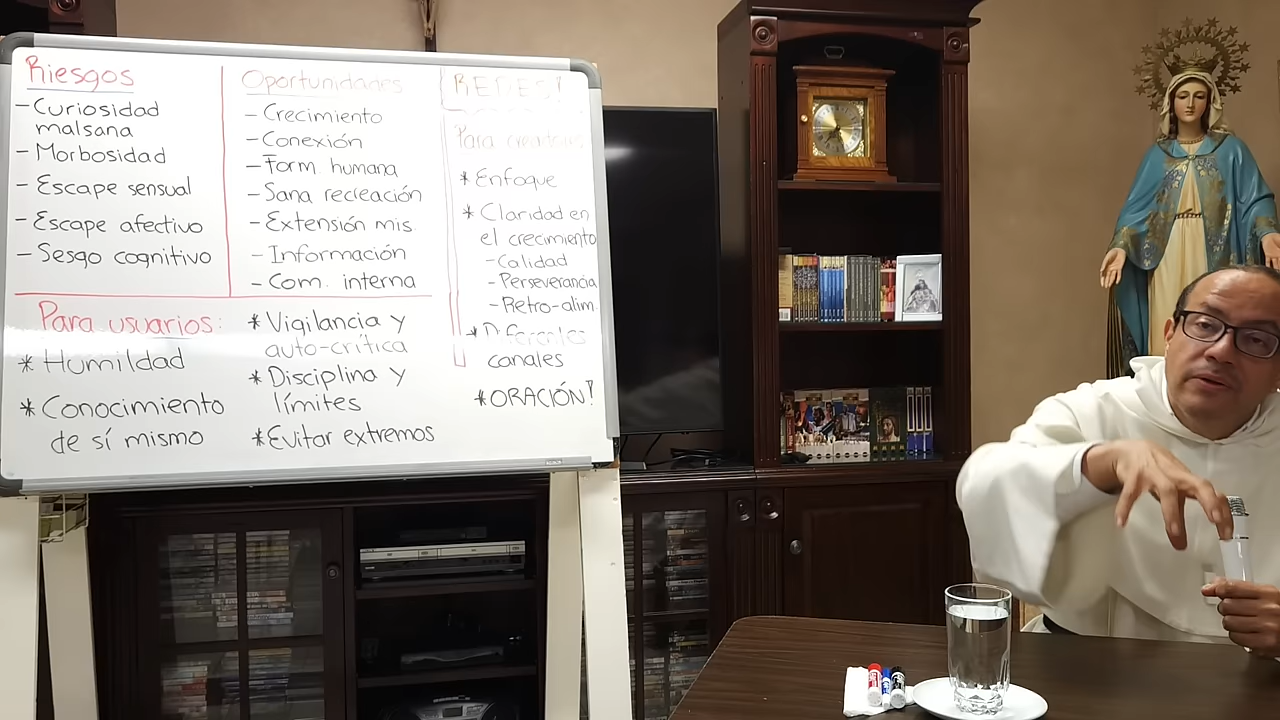 Riesgos
- Curiosidad
malsana
- Morbosidad
- Escape sensual
- Escape afectivo
- Sesgo cognitivo
Oportunidades
- Crecimiento
- Conexión
- Form humana
- Sana recreación
- Extensión mis
- Información
- Com. interna
REDES!
Para creadores
* Enfoque
* Claridad en
el crecimiento
- Calidad
- Perseverancia
- Retro-alim
* Diferentes
canales
* ORACIÓN!
Para usuarios:
* Humildad
* Conocimiento
de sí mismo
* Vigilancia y
auto-crítica
* Disciplina y
límites
* Evitar extremos